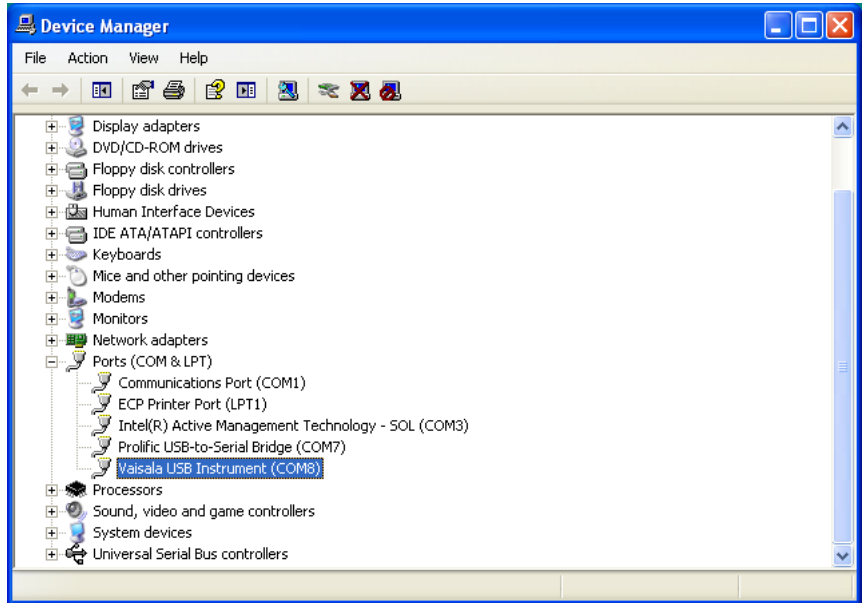 Device Manager
File Action View Help
Display adapters
DVD/CD-ROM drives
Floppy disk controllers
Floppy disk drives
Human Interface Devices
IDE ATA/ATAPI controllers
Keyboards
Mice and other pointing devices
Modems
Monitors
Network adapters
Ports (COM & LPT)
Communications Port (COM1)
ECP Printer Port (LPT1)
Intel(R) Active Management Technology - SOL (COM3)
Prolific USB-to-Serial Bridge (COM7)
Vaisala USB Instrument (COM8)
Processors
Sound, video and game controllers
System devices
Universal Serial Bus controllers